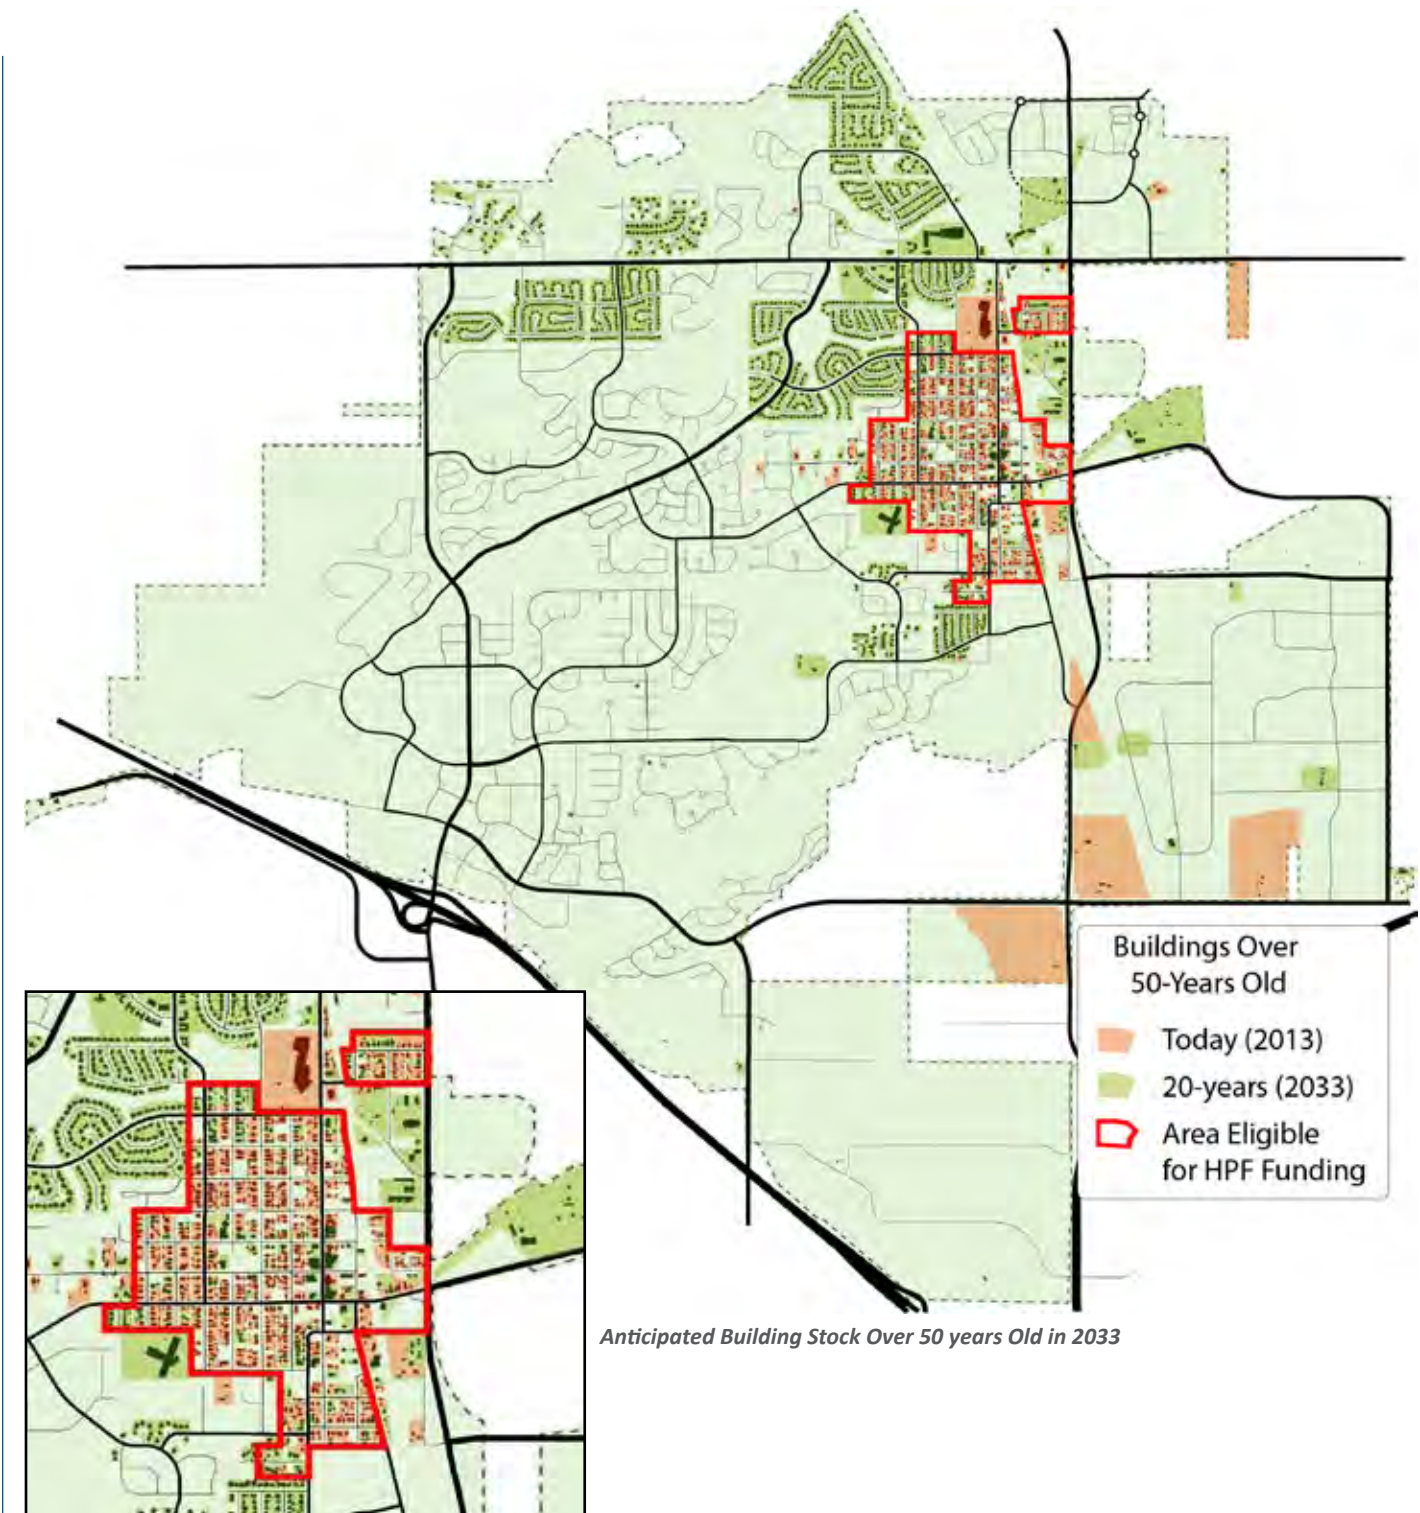 Buildings Over
50-Years Old
Today (2013)
20-years (2033)
Area Eligible
for HPF Funding
Anticipated Building Stock Over 50 years Old in 2033